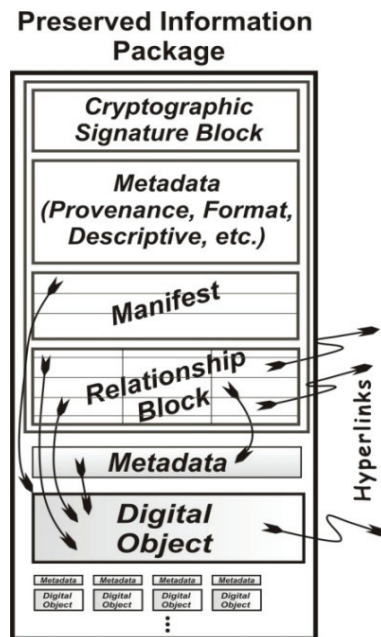 Preserved Information
Package
Cryptographic
Signature Block
Metadata
(Provenance, Format,
Descriptive, etc.)
Manifest
Relationship
Block
Hyperlinks
Metadata
Digital
Object
Metadata Metadata Metadata Metadata
Digital Digital Digital Digital
Object Object Object Object